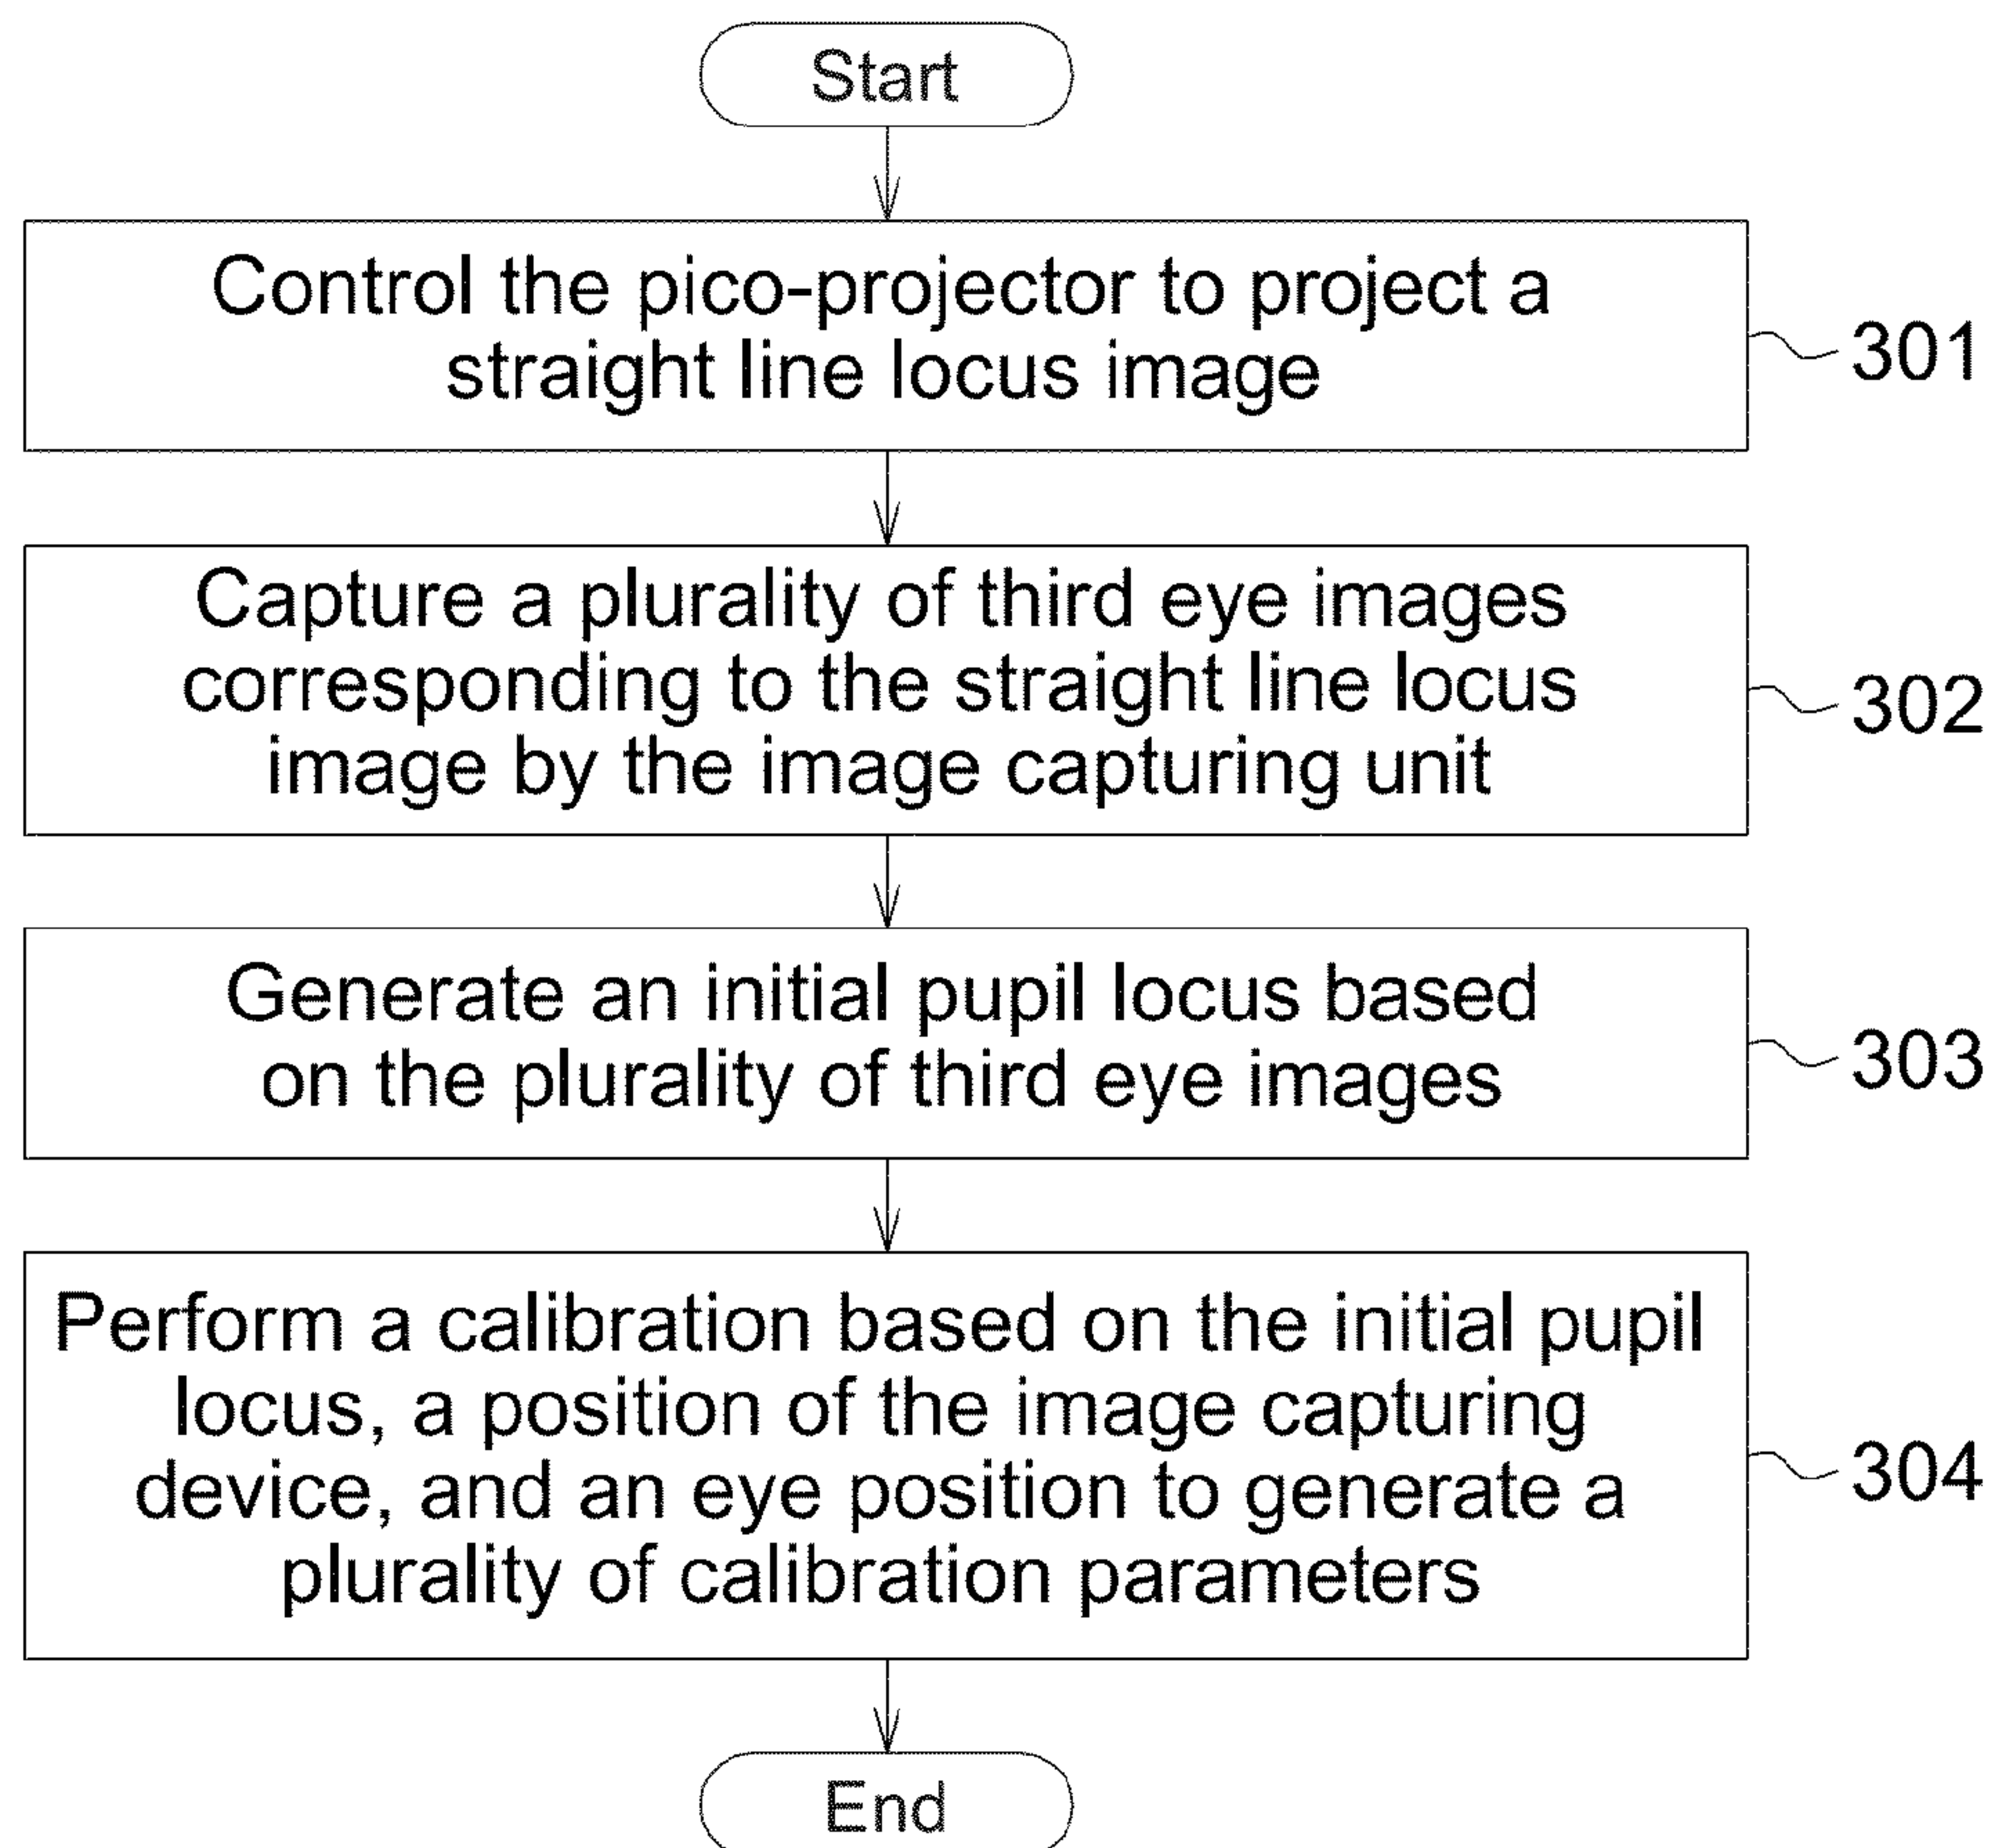 Start
Control the pico-projector to project a
straight line locus image
301
Capture a plurality of third eye images
corresponding to the straight line locus
image by the image capturing unit
302
Generate an initial pupil locus based
on the plurality of third eye images
303
Perform a calibration based on the initial pupil
locus, a position of the image capturing
device, and an eye position to generate a
plurality of calibration parameters
304
End